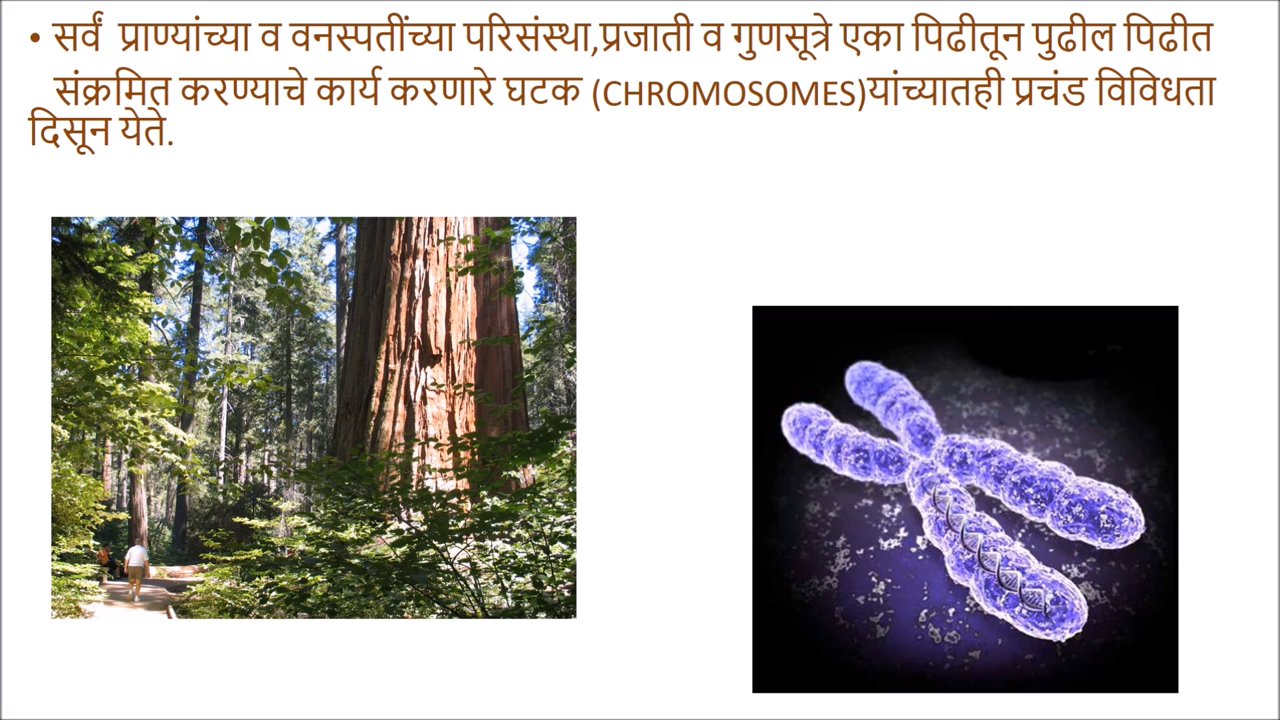 • सर्वं प्राण्यांच्या व वनस्पतींच्या परिसंस्था,प्रजाती व गुणसूत्रे एका पिढीतून पुढील पिढीत
संक्रमित करण्याचे कार्य करणारे घटक (CHROMOSOMES)यांच्यातही प्रचंड विविधता
दिसून येते.